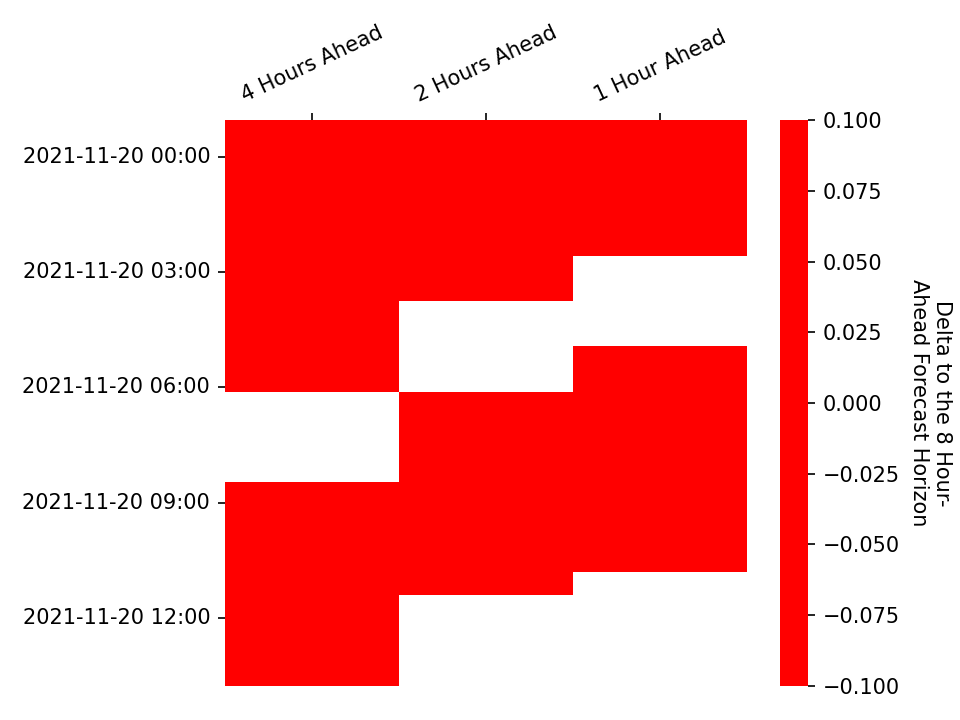 4 Hours Ahead
2 Hours Ahead
1 Hour Ahead
2021-11-20 00:00
2021-11-20 03:00
2021-11-20 06:00
2021-11-20 09:00
2021-11-20 12:00
0.100
0.075
0.050
0.025
0.000
−0.025
−0.050
−0.075
−0.100
Delta to the 8 Hour-
Ahead Forecast Horizon